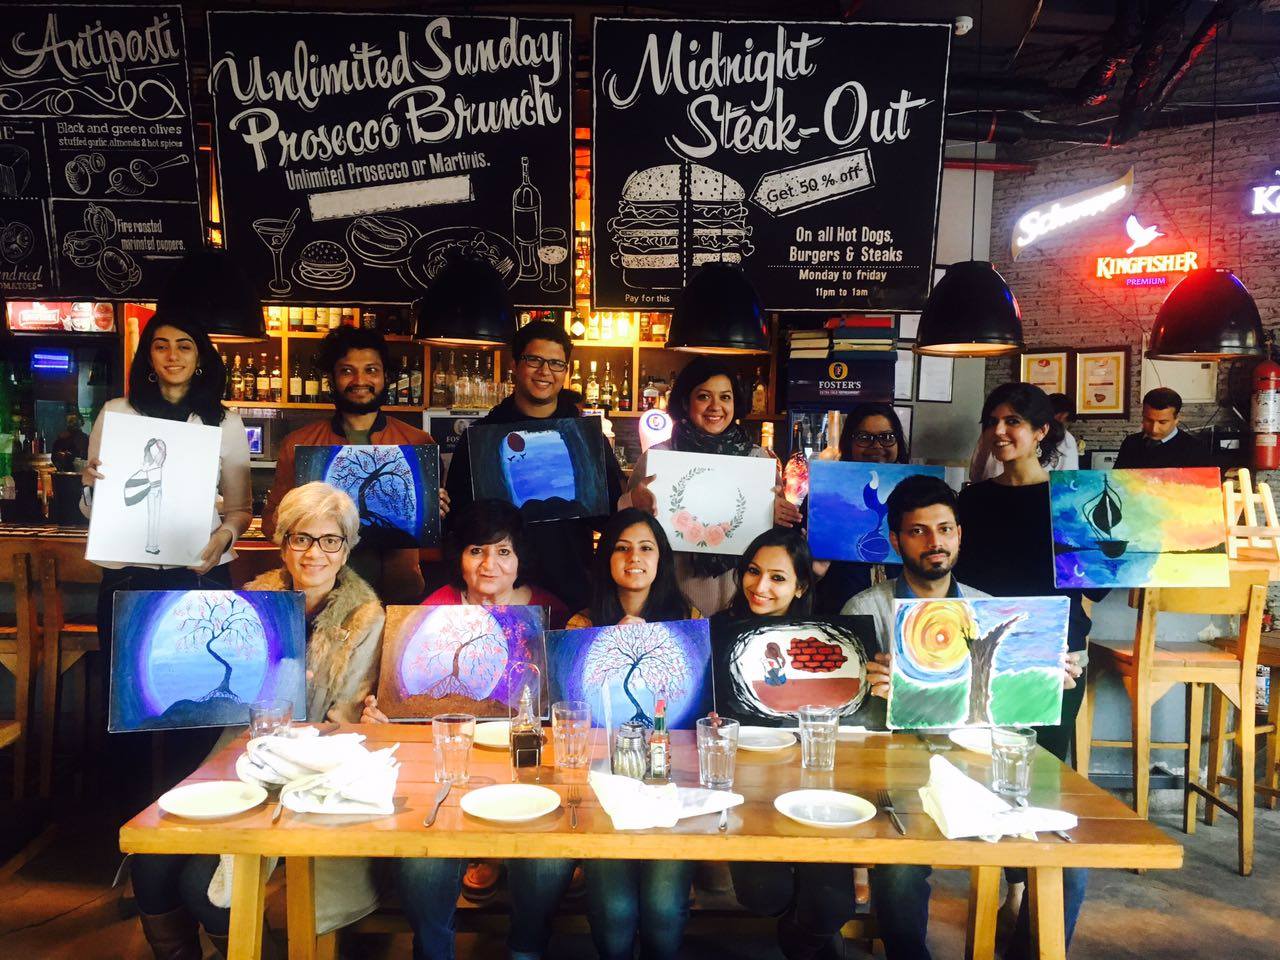 Antipasti
Black and green olives
stuffed garlic, almonds & hot spices
Fire roasted
marinated peppers.
Unlimited Sunday
Prosecco Brunch
Unlimited Prosecco or Martinis.
Midnight
Steak-Out
Get 50 % off
On all Hot Dogs,
Burgers & Steaks
Monday to friday
11pm to 1am
Pay for this
Schweppes
KINGFISHER
PREMIUM
FOSTER'S